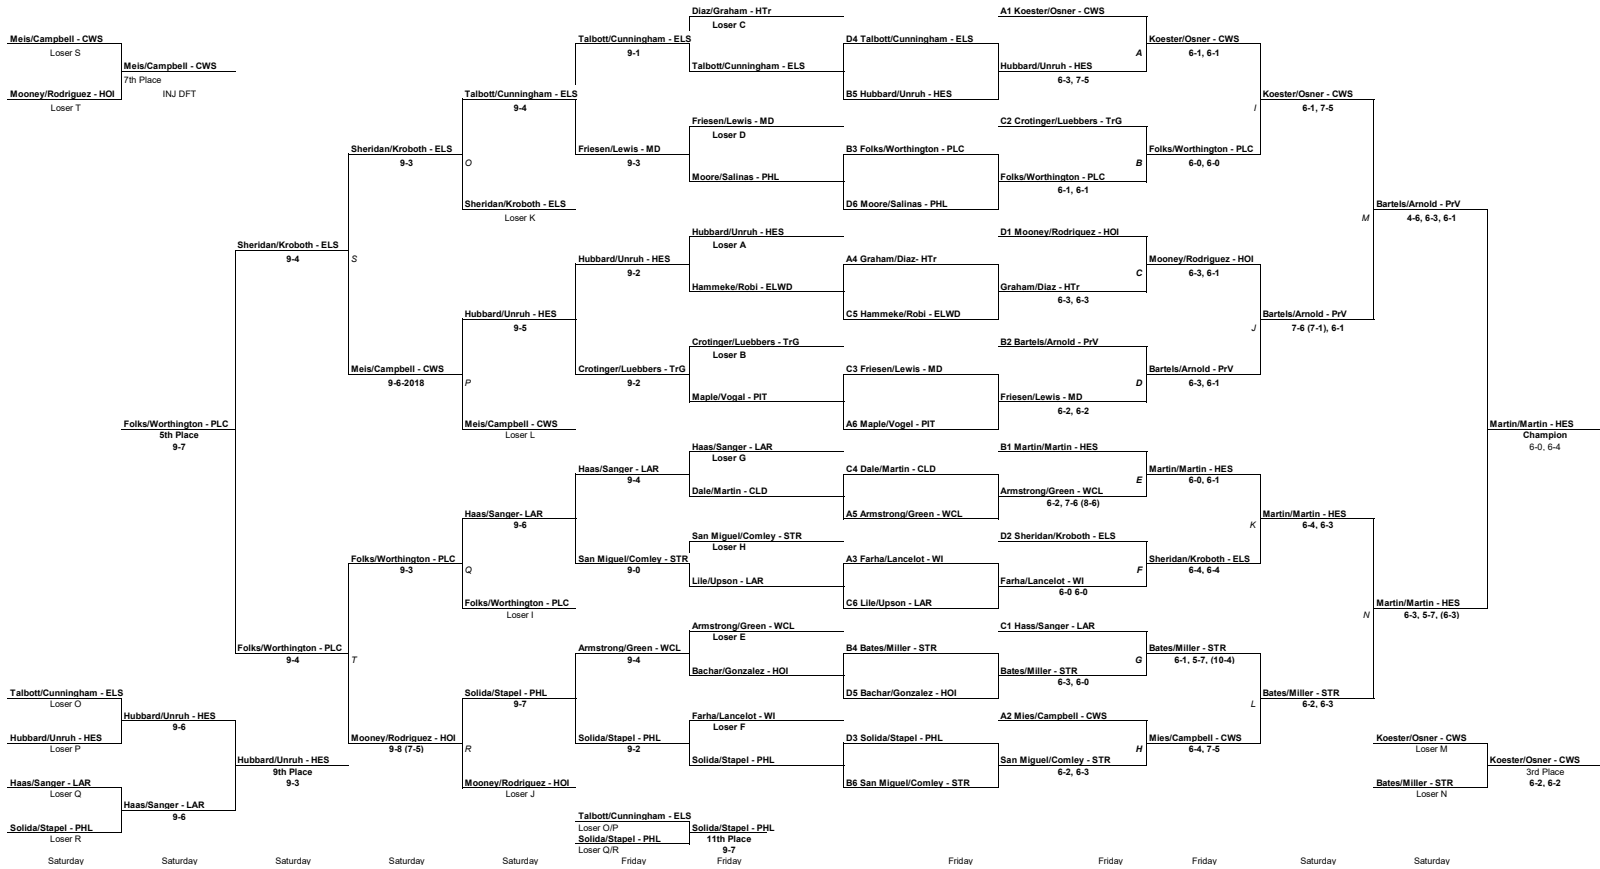 Diaz/Graham - HTr
A1 Koester/Osner - CWS
Loser C
Meis/Campbell - CWS
Talbott/Cunningham - ELS
D4 Talbott/Cunningham - ELS
Koester/Osner - CWS
Loser S
9-1
A
6-1, 6-1
Meis/Campbell - CWS
Talbott/Cunningham - ELS
Hubbard/Unruh - HES
7th Place
6-3, 7-5
Mooney/Rodriguez - HOI
INJ DFT
Talbott/Cunningham - ELS
B5 Hubbard/Unruh - HES
Koester/Osner - CWS
Loser T
9-4
I
6-1, 7-5
Friesen/Lewis - MD
C2 Crotinger/Luebbers - TrG
Loser D
Sheridan/Kroboth - ELS
Friesen/Lewis - MD
B3 Folks/Worthington - PLC
Folks/Worthington - PLC
9-3
O
9-3
B
6-0, 6-0
Moore/Salinas - PHL
Folks/Worthington - PLC
6-1, 6-1
Sheridan/Kroboth - ELS
D6 Moore/Salinas - PHL
Bartels/Arnold - PrV
Loser K
M
4-6, 6-3, 6-1
Hubbard/Unruh - HES
D1 Mooney/Rodriguez - HOI
Sheridan/Kroboth - ELS
Loser A
9-4
S
Hubbard/Unruh - HES
A4 Graham/Diaz- HTr
Mooney/Rodriguez - HOI
9-2
C
6-3, 6-1
Hammeke/Robi - ELWD
Graham/Diaz - HTr
6-3, 6-3
Hubbard/Unruh - HES
C5 Hammeke/Robi - ELWD
Bartels/Arnold - PrV
9-5
J
7-6 (7-1), 6-1
Crotinger/Luebbers - TrG
B2 Bartels/Arnold - PrV
Loser B
Meis/Campbell - CWS
Crotinger/Luebbers - TrG
C3 Friesen/Lewis - MD
Bartels/Arnold - PrV
9-6-2018
P
9-2
D
6-3, 6-1
Maple/Vogal - PIT
Friesen/Lewis - MD
6-2, 6-2
Folks/Worthington - PLC
Meis/Campbell - CWS
A6 Maple/Vogel - PIT
Martin/Martin - HES
5th Place
Loser L
Champion
9-7
6-0, 6-4
Haas/Sanger - LAR
B1 Martin/Martin - HES
Loser G
Haas/Sanger - LAR
C4 Dale/Martin - CLD
Martin/Martin - HES
9-4
E
6-0, 6-1
Dale/Martin - CLD
Armstrong/Green - WCL
6-2, 7-6 (8-6)
Haas/Sanger- LAR
A5 Armstrong/Green - WCL
Martin/Martin - HES
9-6
K
6-4, 6-3
San Miguel/Comley - STR
D2 Sheridan/Kroboth - ELS
Loser H
Folks/Worthington - PLC
San Miguel/Comley - STR
A3 Farha/Lancelot - WI
Sheridan/Kroboth - ELS
9-3
Q
9-0
F
6-4, 6-4
Lile/Upson - LAR
Farha/Lancelot - WI
6-0 6-0
Folks/Worthington - PLC
C6 Lile/Upson - LAR
Martin/Martin - HES
Loser I
N
6-3, 5-7, (6-3)
Armstrong/Green - WCL
C1 Hass/Sanger - LAR
Loser E
Folks/Worthington - PLC
Armstrong/Green - WCL
B4 Bates/Miller - STR
Bates/Miller - STR
9-4
T
9-4
G
6-1, 5-7, (10-4)
Bachar/Gonzalez - HOI
Bates/Miller - STR
6-3, 6-0
Talbott/Cunningham - ELS
Solida/Stapel - PHL
D5 Bachar/Gonzalez - HOI
Bates/Miller - STR
Loser O
9-7
L
6-2, 6-3
Hubbard/Unruh - HES
Farha/Lancelot - WI
A2 Mies/Campbell - CWS
9-6
Loser F
Hubbard/Unruh - HES
Mooney/Rodriguez - HOI
Solida/Stapel - PHL
D3 Solida/Stapel - PHL
Mies/Campbell - CWS
Koester/Osner - CWS
Loser P
9-8 (7-5)
R
9-2
H
6-4, 7-5
Loser M
Hubbard/Unruh - HES
Solida/Stapel - PHL
San Miguel/Comley - STR
Koester/Osner - CWS
9th Place
6-2, 6-3
3rd Place
Haas/Sanger - LAR
9-3
Mooney/Rodriguez - HOI
B6 San Miguel/Comley - STR
Bates/Miller - STR
6-2, 6-2
Loser Q
Loser J
Loser N
Haas/Sanger - LAR
9-6
Talbott/Cunningham - ELS
Solida/Stapel - PHL
Loser O/P
Solida/Stapel - PHL
Loser R
Solida/Stapel - PHL
11th Place
Loser Q/R
9-7
Saturday
Saturday
Saturday
Saturday
Saturday
Friday
Friday
Friday
Friday
Friday
Saturday
Saturday